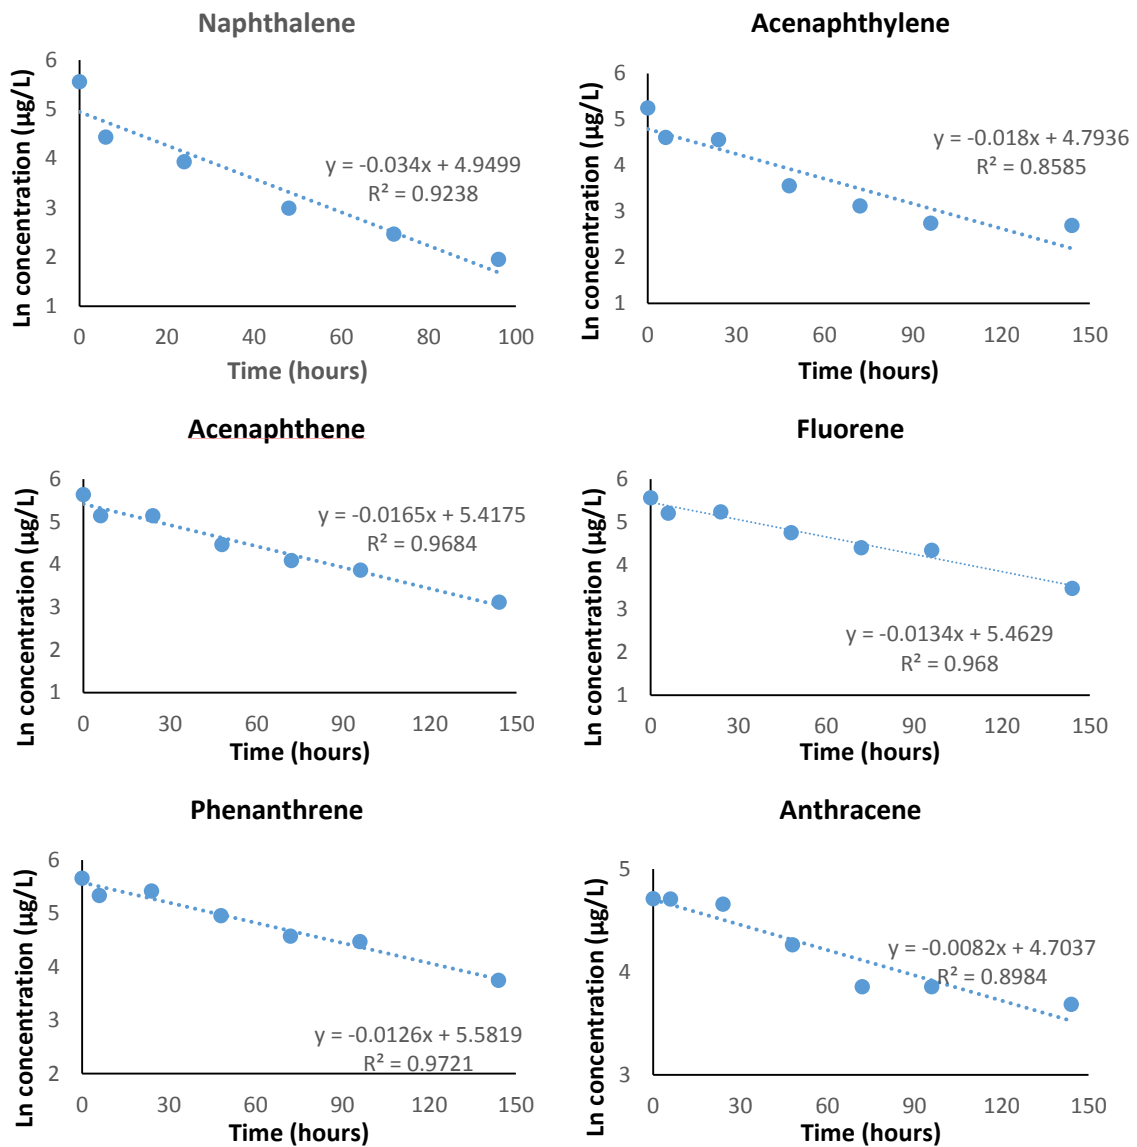 Naphthalene
Ln concentration (µg/L)
6
5
4
3
2
1
y = -0.034x + 4.9499
R² = 0.9238
0 20 40 60 80 100
Time (hours)
Acenaphthylene
Ln concentration (µg/L)
6
5
4
3
2
1
y = -0.018x + 4.7936
R² = 0.8585
0 30 60 90 120 150
Time (hours)
Acenaphthene
Ln concentration (µg/L)
6
5
4
3
2
1
y = -0.0165x + 5.4175
R² = 0.9684
0 30 60 90 120 150
Time (hours)
Fluorene
Ln concentration (µg/L)
6
5
4
3
2
1
y = -0.0134x + 5.4629
R² = 0.968
0 30 60 90 120 150
Time (hours)
Phenanthrene
Ln concentration (µg/L)
6
5
4
3
2
y = -0.0126x + 5.5819
R² = 0.9721
0 30 60 90 120 150
Time (hours)
Anthracene
Ln concentration (µg/L)
5
4
3
y = -0.0082x + 4.7037
R² = 0.8984
0 30 60 90 120 150
Time (hours)